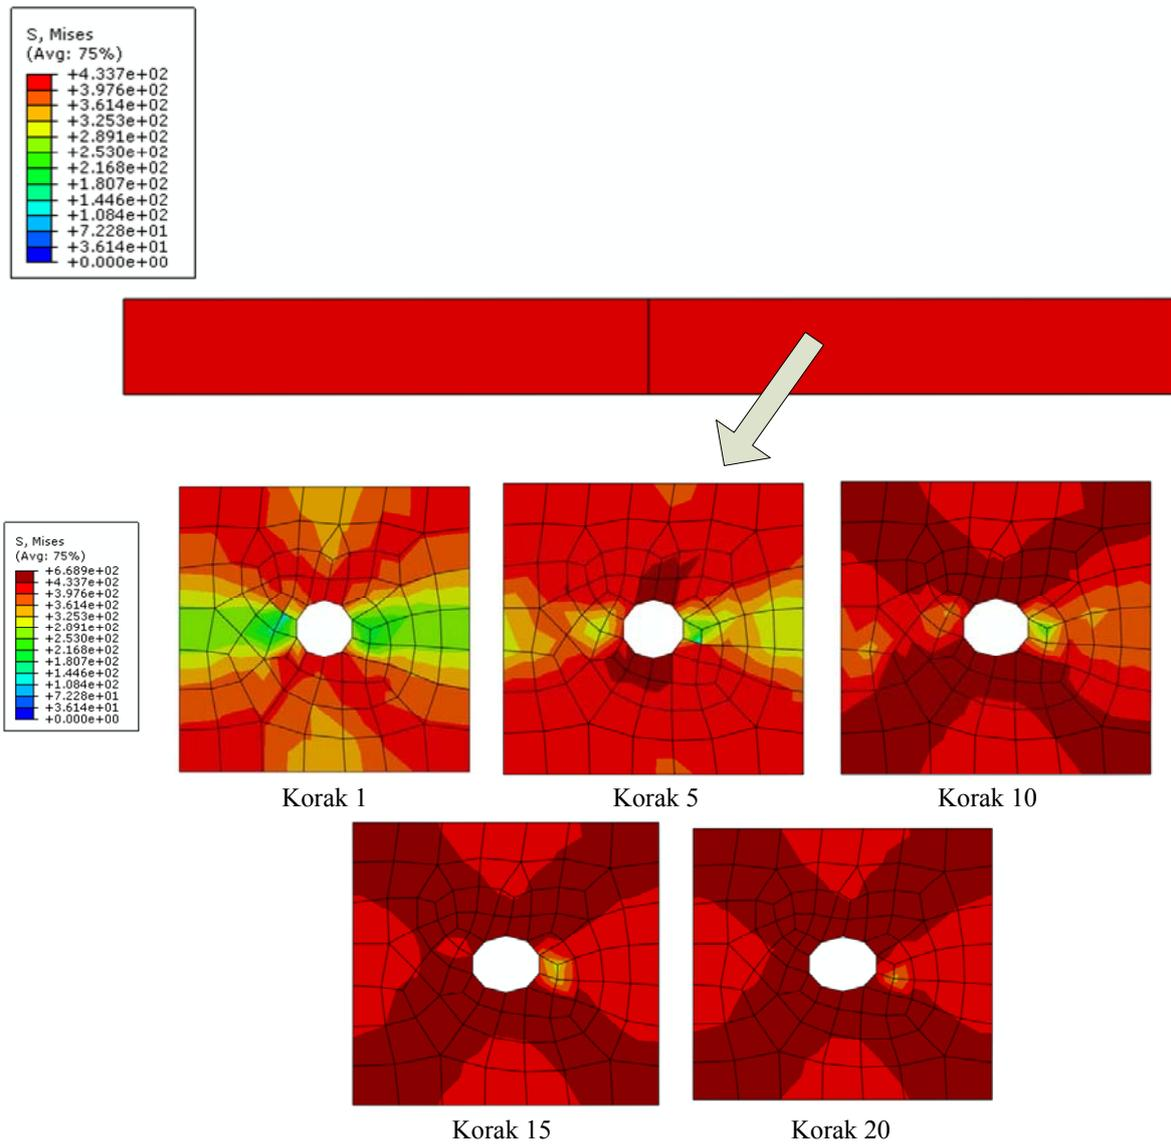 S, Mises
(Avg: 75%)
+4.337e+02
+3.976e+02
+3.614e+02
+3.253e+02
+2.891e+02
+2.530e+02
+2.168e+02
+1.807e+02
+1.446e+02
+1.084e+02
+7.228e+01
+3.614e+01
+0.000e+00
S, Mises
(Avg: 75%)
+6.689e+02
+4.337e+02
+3.976e+02
+3.614e+02
+3.253e+02
+2.891e+02
+2.530e+02
+2.168e+02
+1.807e+02
+1.446e+02
+1.084e+02
+7.228e+01
+3.614e+01
+0.000e+00
Korak 1
Korak 5
Korak 10
Korak 15
Korak 20